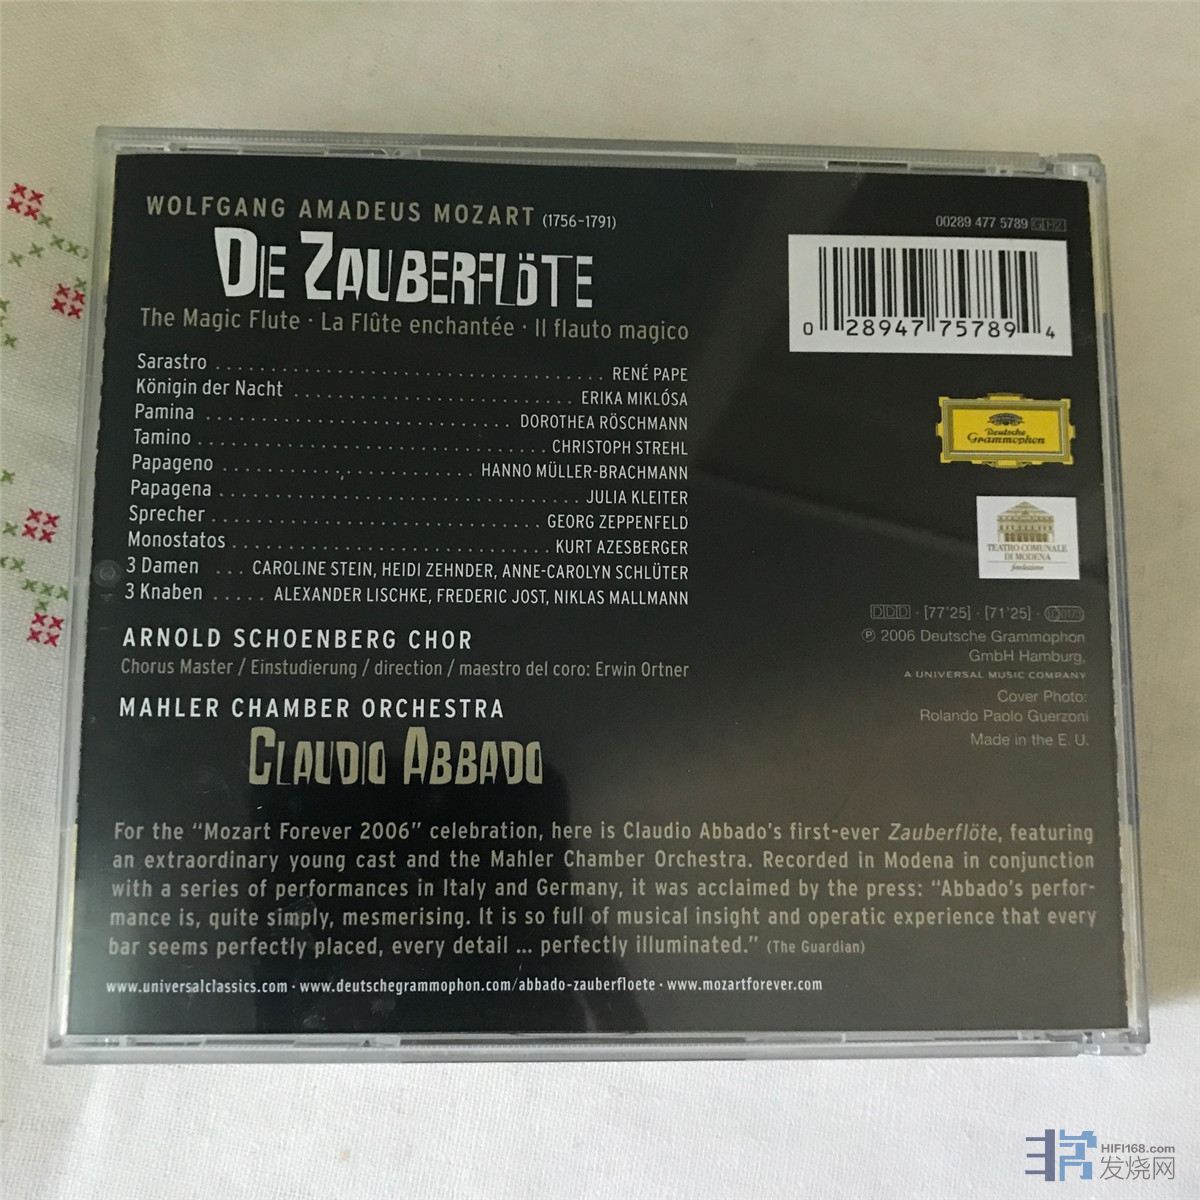 WOLFGANG AMADEUS MOZART (1756–1791)
DIE ZAUBERFLÖTE
The Magic Flute · La Flûte enchantée · Il flauto magico
Sarastro ........ RENÉ PAPE
Königin der Nacht ........ ERIKA MIKLÓSA
Pamina ........ DOROTHEA RÖSCHMANN
Tamino ........ CHRISTOPH STREHL
Papageno ........ HANNO MÜLLER-BRACHMANN
Papagena ........ JULIA KLEITER
Sprecher ........ GEORG ZEPPENFELD
Monostatos ........ KURT AZESBERGER
3 Damen ... CAROLINE STEIN, HEIDI ZEHNDER, ANNE-CAROLYN SCHLÜTER
3 Knaben ..... ALEXANDER LISCHKE, FREDERIC JOST, NIKLAS MALLMANN
ARNOLD SCHOENBERG CHOR
Chorus Master / Einstudierung / direction / maestro del coro: Erwin Ortner
MAHLER CHAMBER ORCHESTRA
CLAUDIO ABBADO
00289 477 5789 GH2
0 28947 75789 4
Deutsche
Grammophon
TEATRO COMUNALE
DI MODENA
fondazione
DDD · [77'25] · [71'25] ·
℗ 2006 Deutsche Grammophon
GmbH Hamburg,
A UNIVERSAL MUSIC COMPANY
Cover Photo:
Rolando Paolo Guerzoni
Made in the E. U.
For the “Mozart Forever 2006” celebration, here is Claudio Abbado's first-ever Zauberflöte, featuring
an extraordinary young cast and the Mahler Chamber Orchestra. Recorded in Modena in conjunction
with a series of performances in Italy and Germany, it was acclaimed by the press: “Abbado's perfor-
mance is, quite simply, mesmerising. It is so full of musical insight and operatic experience that every
bar seems perfectly placed, every detail ... perfectly illuminated.” (The Guardian)
www.universalclassics.com · www.deutschegrammophon.com/abbado-zauberfloete · www.mozartforever.com
HIFI168.com
发烧网